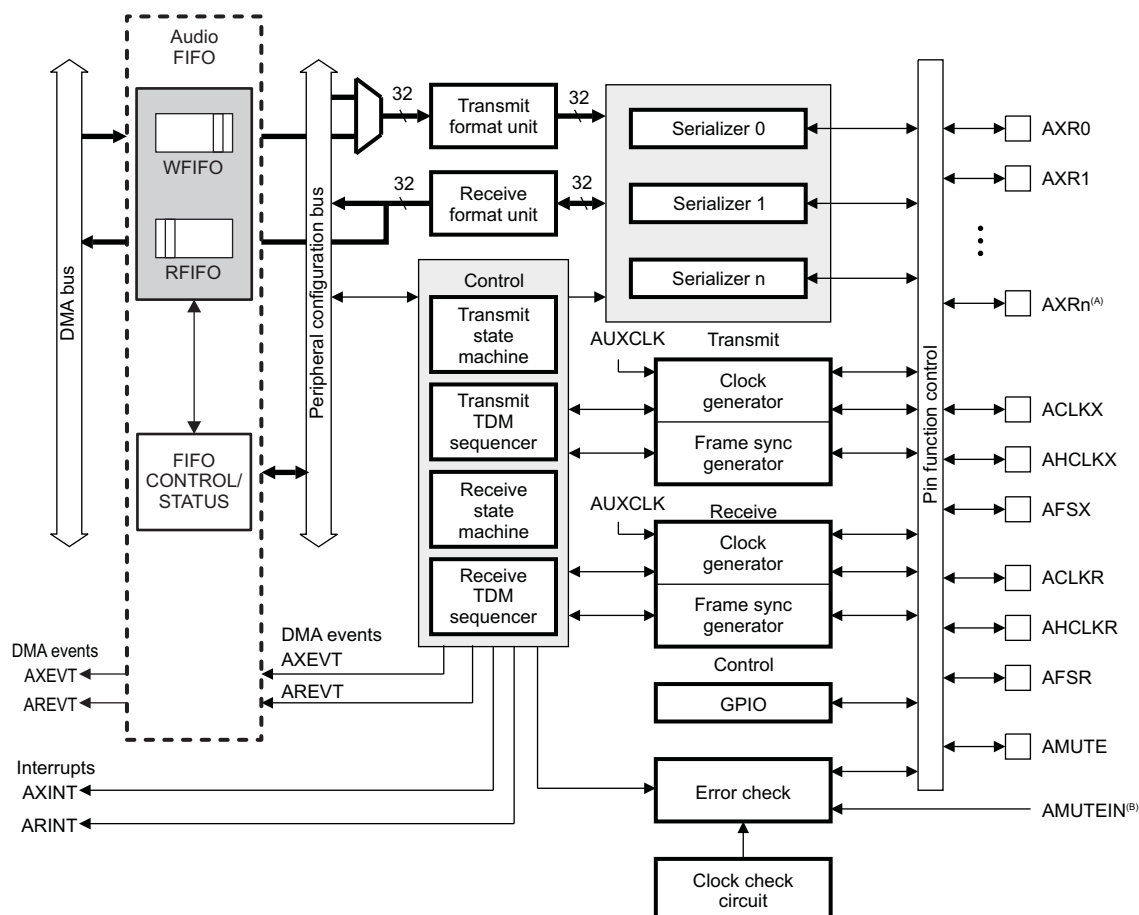 Audio
FIFO
WFIFO
RFIFO
FIFO
CONTROL/
STATUS
DMA bus
Peripheral configuration bus
32
Transmit
format unit
32
32
Receive
format unit
32
Serializer 0
Serializer 1
Serializer n
Control
Transmit
state
machine
Transmit
TDM
sequencer
Receive
state
machine
Receive
TDM
sequencer
AUXCLK
Transmit
Clock
generator
Frame sync
generator
AUXCLK
Receive
Clock
generator
Frame sync
generator
Control
GPIO
Error check
Clock check
circuit
Pin function control
AXR0
AXR1
AXRn(A)
ACLKX
AHCLKX
AFSX
ACLKR
AHCLKR
AFSR
AMUTE
AMUTEIN(B)
DMA events
AXEVT
AREVT
DMA events
AXEVT
AREVT
Interrupts
AXINT
ARINT